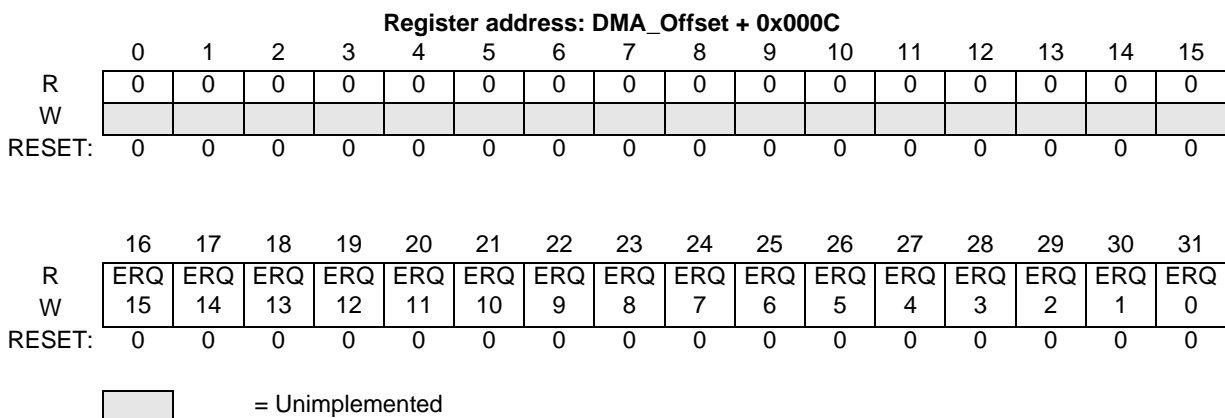 Register address: DMA_Offset + 0x000C
0 1 2 3 4 5 6 7 8 9 10 11 12 13 14 15
R 0 0 0 0 0 0 0 0 0 0 0 0 0 0 0 0
W
RESET: 0 0 0 0 0 0 0 0 0 0 0 0 0 0 0 0
16 17 18 19 20 21 22 23 24 25 26 27 28 29 30 31
R ERQ ERQ ERQ ERQ ERQ ERQ ERQ ERQ ERQ ERQ ERQ ERQ ERQ ERQ ERQ ERQ
W 15 14 13 12 11 10 9 8 7 6 5 4 3 2 1 0
RESET: 0 0 0 0 0 0 0 0 0 0 0 0 0 0 0 0
= Unimplemented